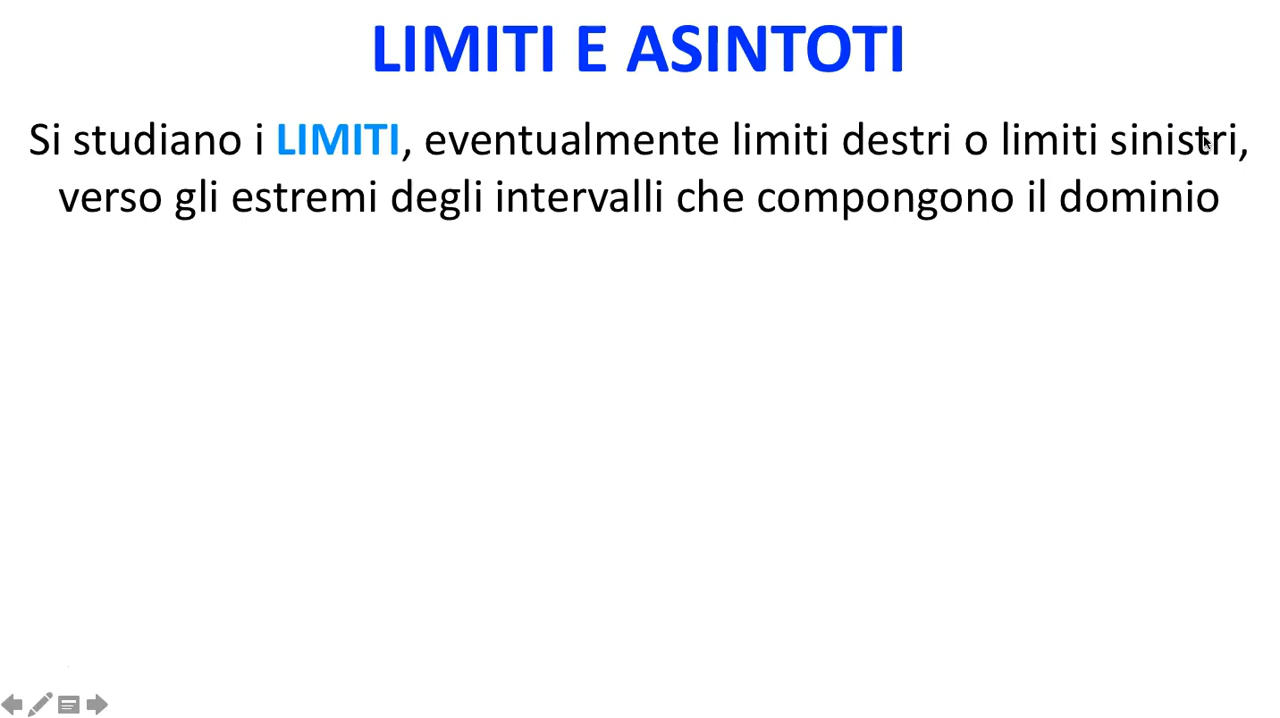 LIMITI E ASINTOTI
Si studiano i LIMITI, eventualmente limiti destri o limiti sinistri,
verso gli estremi degli intervalli che compongono il dominio